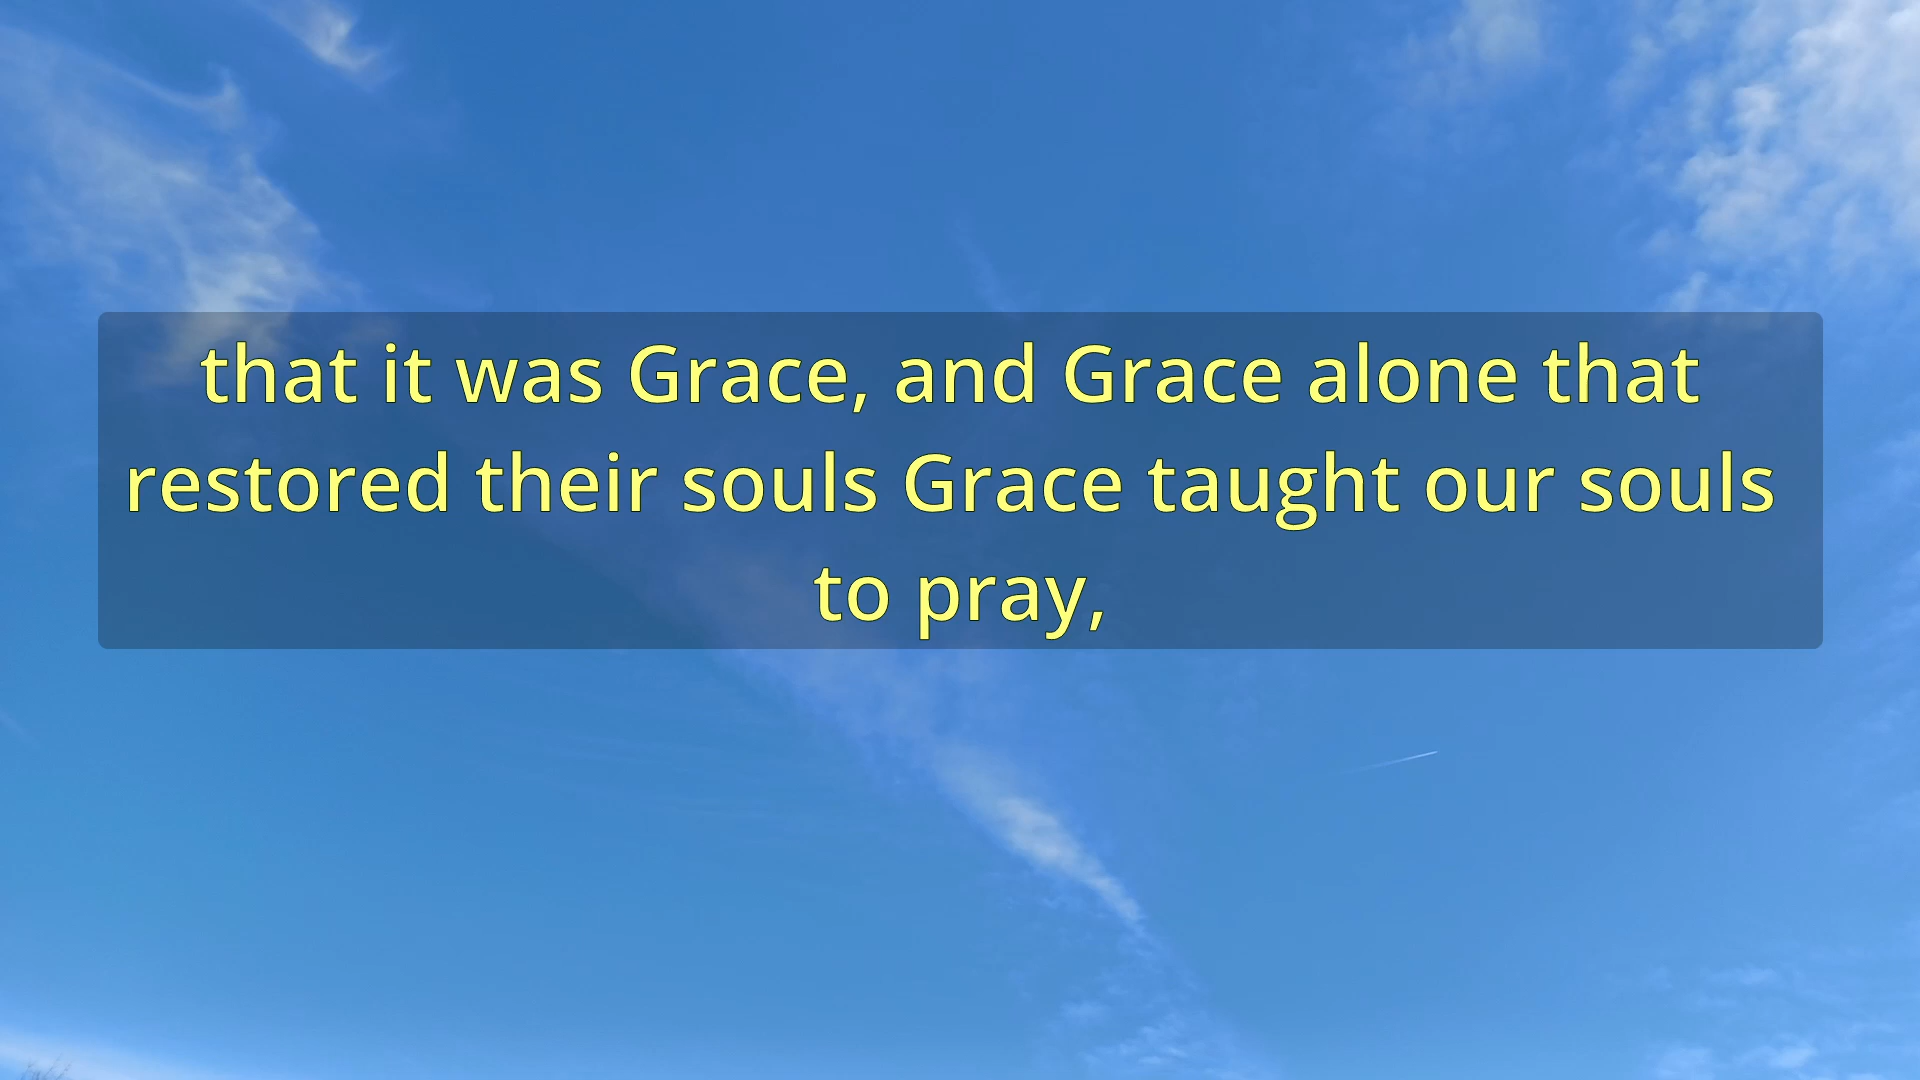 that it was Grace, and Grace alone that
restored their souls Grace taught our souls
to pray,